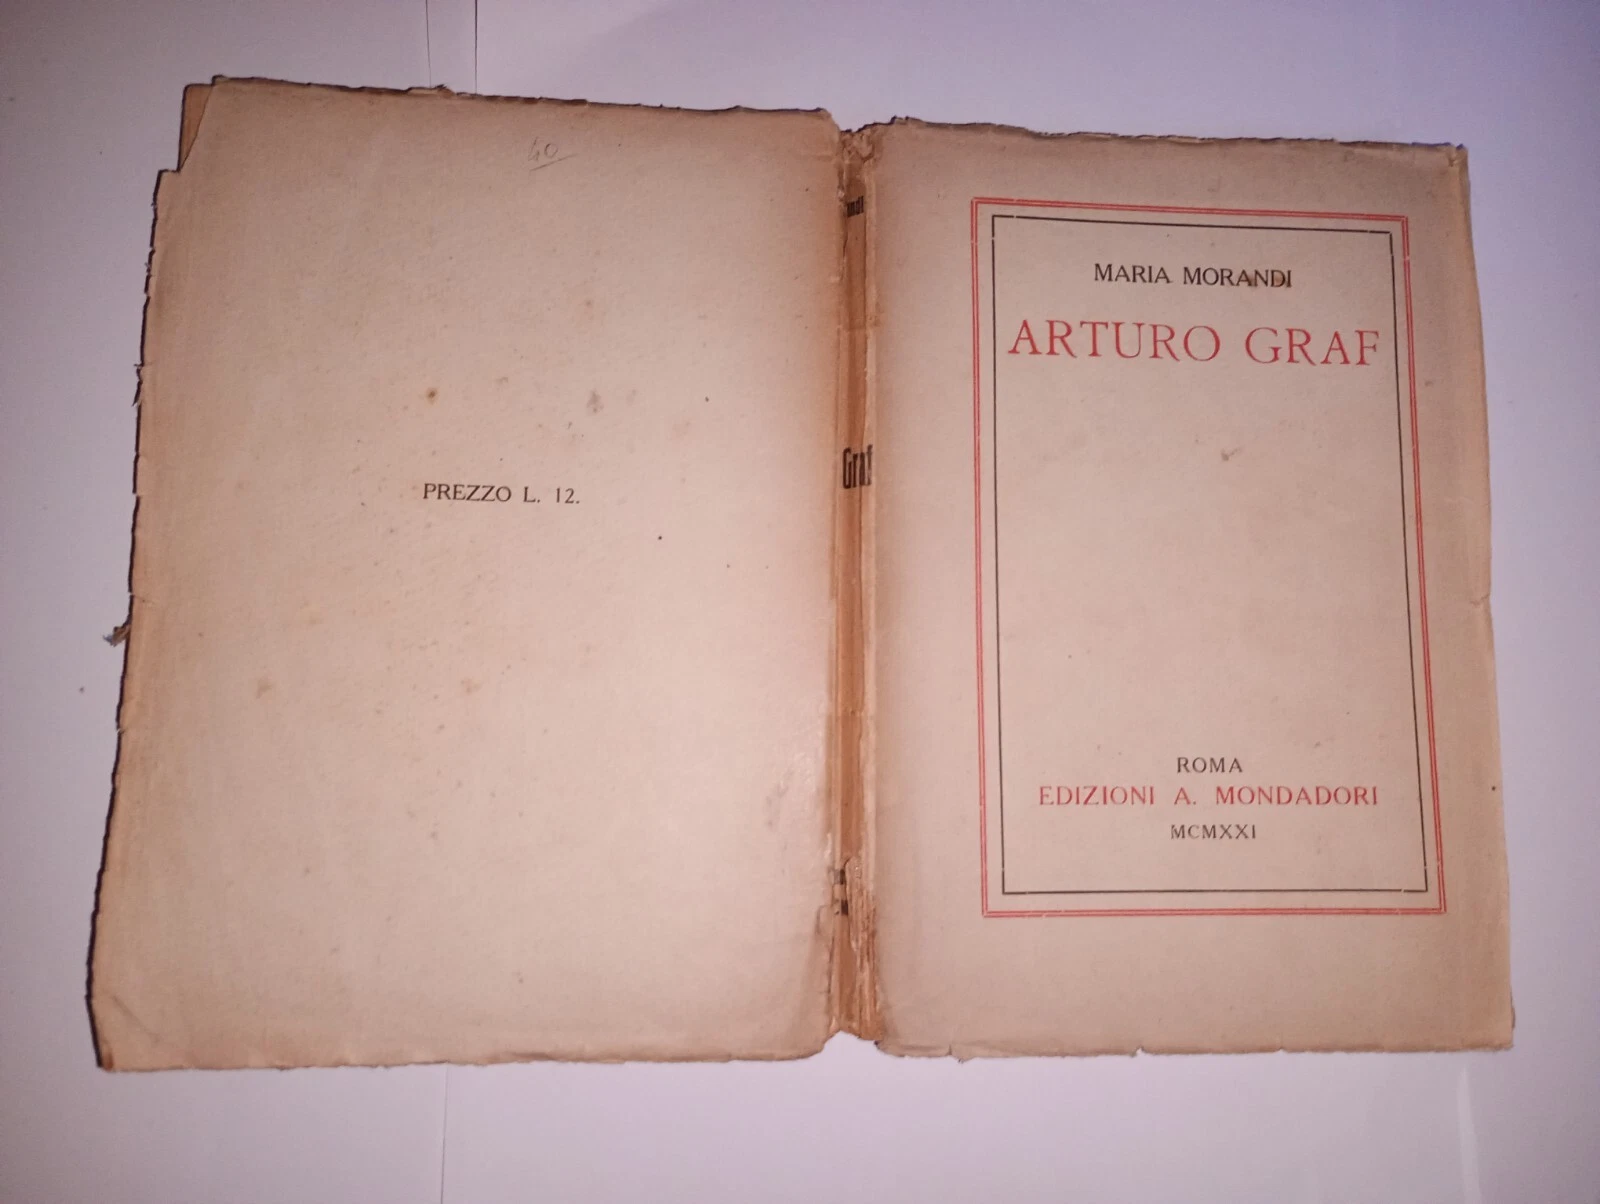 40
PREZZO L. 12.
Graf
MARIA MORANDI
ARTURO GRAF
ROMA
EDIZIONI A. MONDADORI
MCMXXI